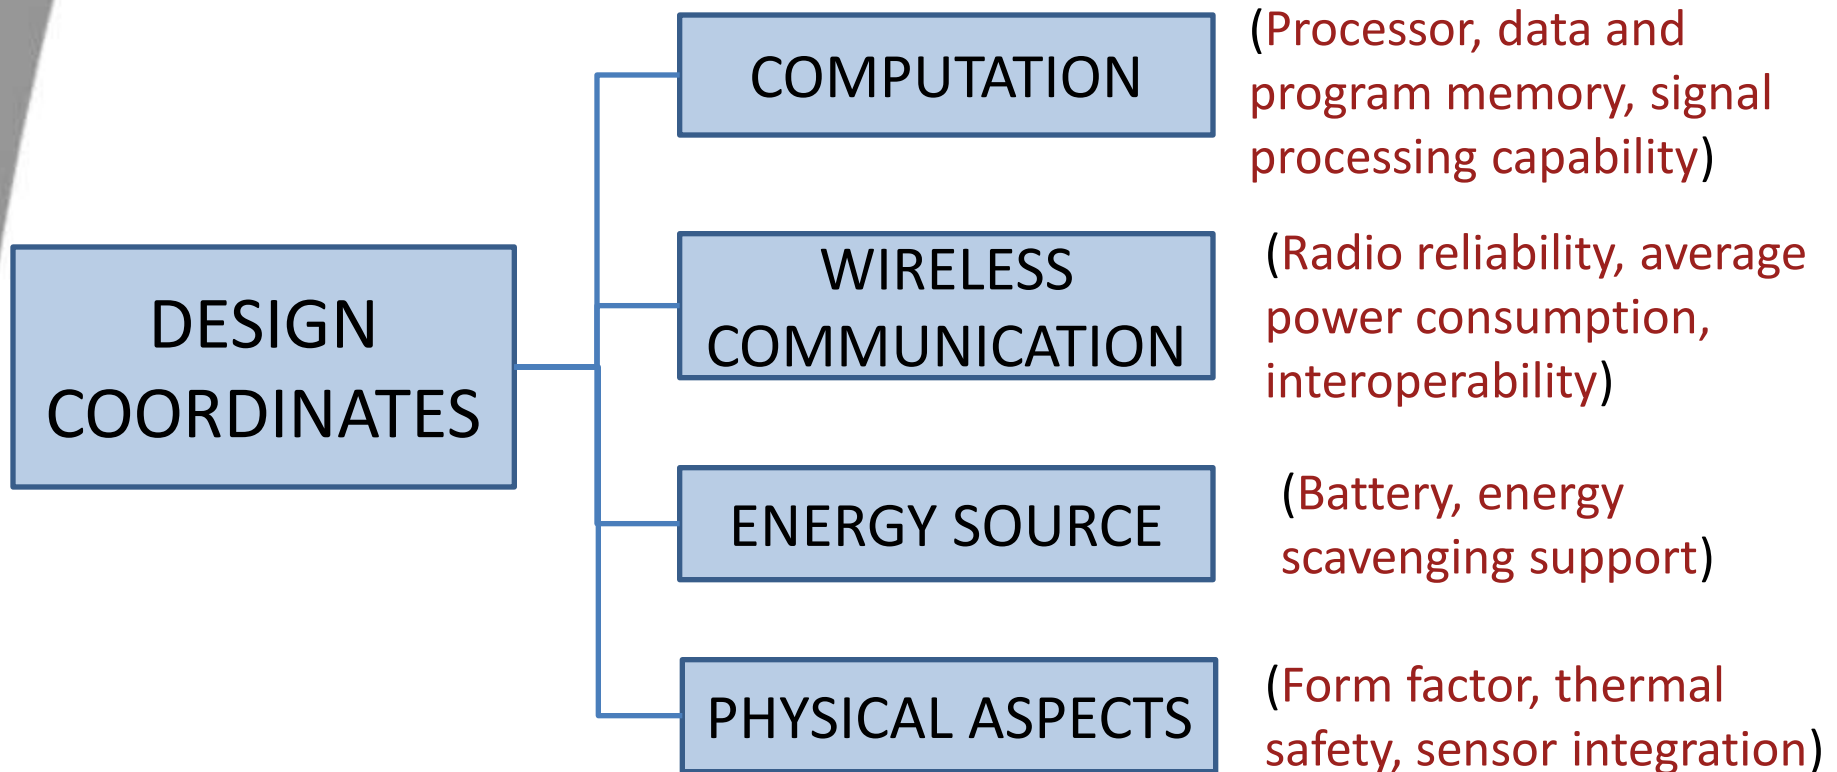 DESIGN
COORDINATES
COMPUTATION
(Processor, data and
program memory, signal
processing capability)
WIRELESS
COMMUNICATION
(Radio reliability, average
power consumption,
interoperability)
ENERGY SOURCE
(Battery, energy
scavenging support)
PHYSICAL ASPECTS
(Form factor, thermal
safety, sensor integration)